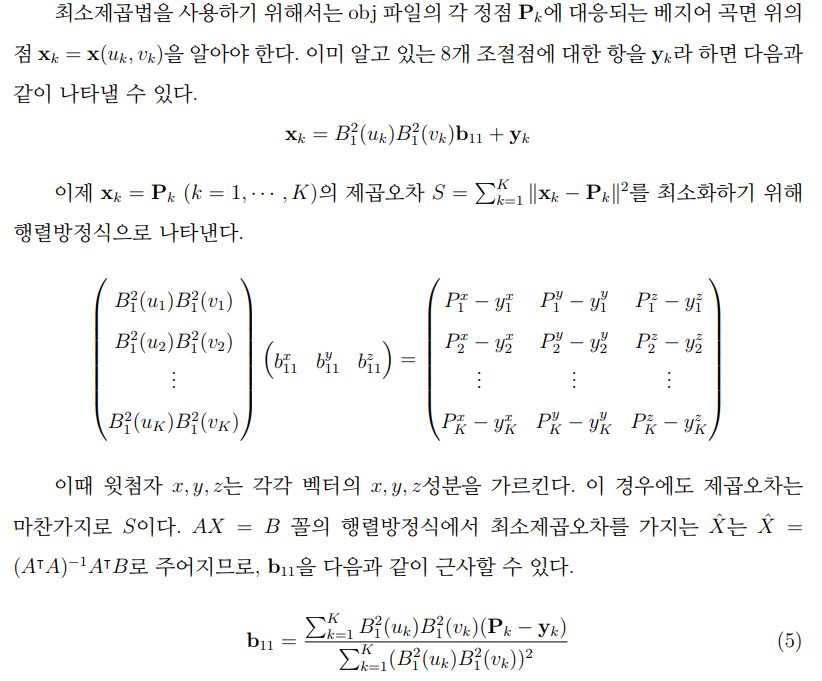 최소제곱법을 사용하기 위해서는 obj 파일의 각 정점 $\mathbf{P}_k$에 대응되는 베지어 곡면 위의
점 $\mathbf{x}_k = \mathbf{x}(u_k, v_k)$을 알아야 한다. 이미 알고 있는 8개 조절점에 대한 항을 $\mathbf{y}_k$라 하면 다음과
같이 나타낼 수 있다.
$\mathbf{x}_k = B_1^2(u_k)B_1^2(v_k)\mathbf{b}_{11} + \mathbf{y}_k$
이제 $\mathbf{x}_k = \mathbf{P}_k$ $(k = 1, \cdots, K)$의 제곱오차 $S = \sum_{k=1}^{K} \|\mathbf{x}_k - \mathbf{P}_k\|^2$를 최소화하기 위해
행렬방정식으로 나타낸다.
$\begin{pmatrix} B_1^2(u_1)B_1^2(v_1) \\ B_1^2(u_2)B_1^2(v_2) \\ \vdots \\ B_1^2(u_K)B_1^2(v_K) \end{pmatrix} \begin{pmatrix} b_{11}^x & b_{11}^y & b_{11}^z \end{pmatrix} = \begin{pmatrix} P_1^x - y_1^x & P_1^y - y_1^y & P_1^z - y_1^z \\ P_2^x - y_2^x & P_2^y - y_2^y & P_2^z - y_2^z \\ \vdots & \vdots & \vdots \\ P_K^x - y_K^x & P_K^y - y_K^y & P_K^z - y_K^z \end{pmatrix}$
이때 윗첨자 $x, y, z$는 각각 벡터의 $x, y, z$성분을 가르킨다. 이 경우에도 제곱오차는
마찬가지로 $S$이다. $AX = B$ 꼴의 행렬방정식에서 최소제곱오차를 가지는 $\hat{X}$는 $\hat{X} =$
$(A^\intercal A)^{-1}A^\intercal B$로 주어지므로, $\mathbf{b}_{11}$을 다음과 같이 근사할 수 있다.
$\mathbf{b}_{11} = \frac{\sum_{k=1}^{K} B_1^2(u_k)B_1^2(v_k)(\mathbf{P}_k - \mathbf{y}_k)}{\sum_{k=1}^{K}(B_1^2(u_k)B_1^2(v_k))^2}$ (5)